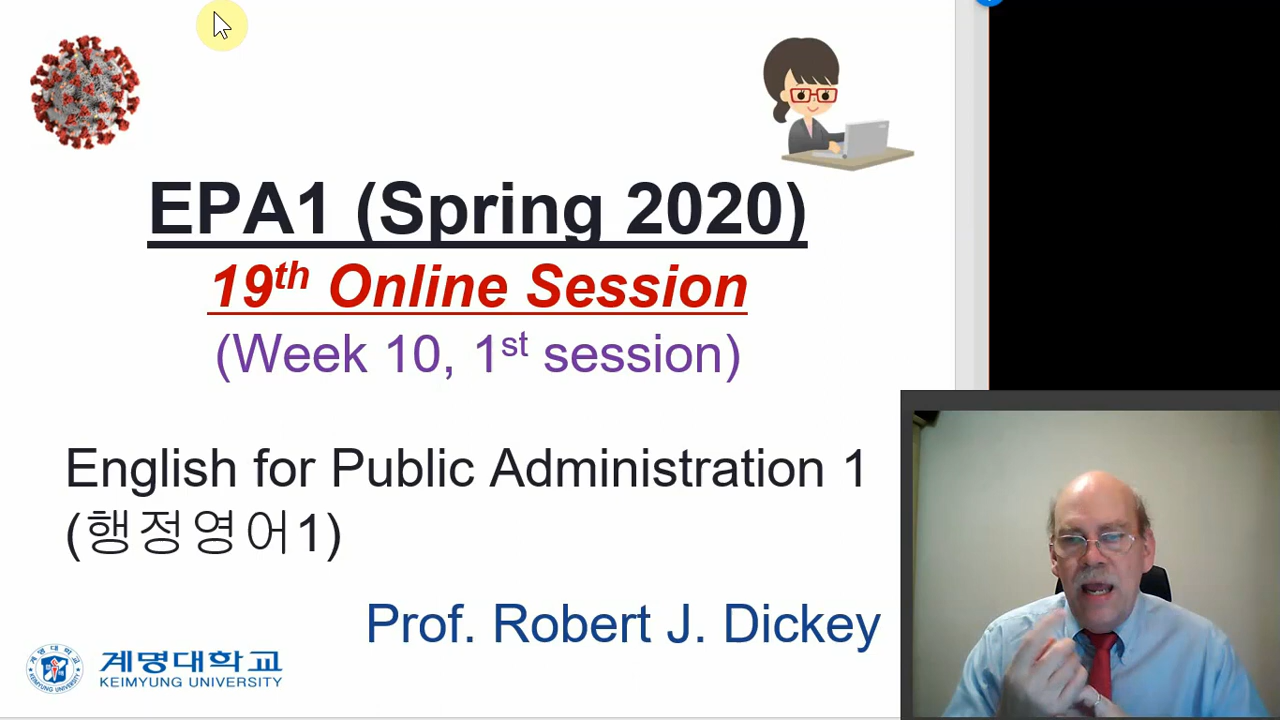 EPA1 (Spring 2020)
19th Online Session
(Week 10, 1st session)
English for Public Administration 1
(행정영어1)
Prof. Robert J. Dickey
계명대학교
KEIMYUNG UNIVERSITY